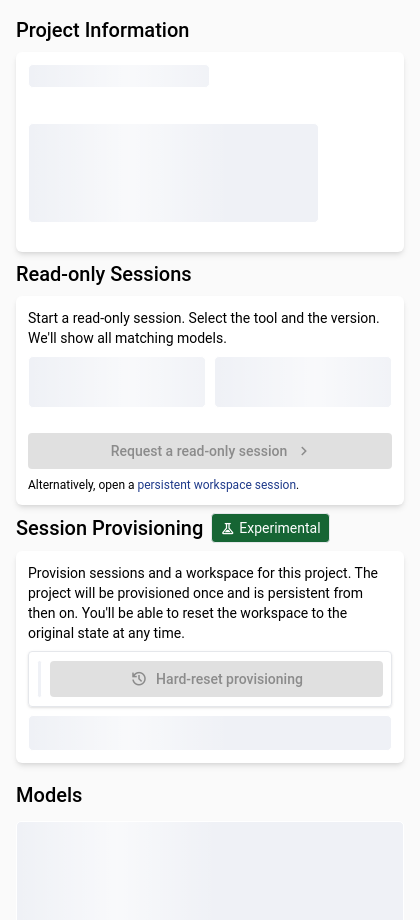 Project Information
Read-only Sessions
Start a read-only session. Select the tool and the version.
We'll show all matching models.
Request a read-only session
Alternatively, open a persistent workspace session.
Session Provisioning
Experimental
Provision sessions and a workspace for this project. The
project will be provisioned once and is persistent from
then on. You'll be able to reset the workspace to the
original state at any time.
Hard-reset provisioning
Models